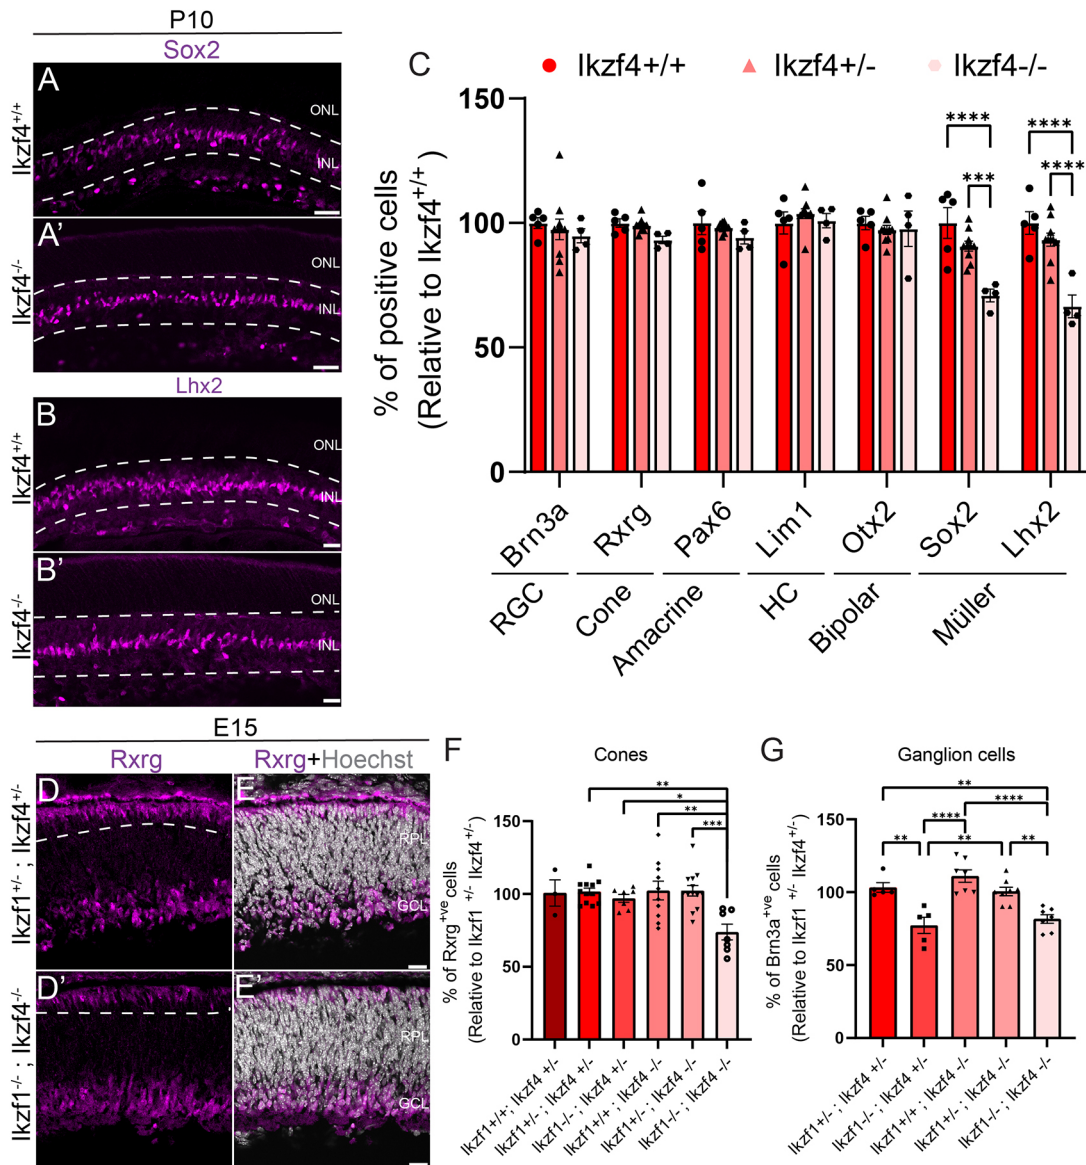 P10
Sox2
A
ONL
INL
Ikzf4+/+
A'
ONL
INL
Ikzf4-/-
Lhx2
B
ONL
INL
Ikzf4+/+
B'
ONL
INL
Ikzf4-/-
C
Ikzf4+/+
Ikzf4+/-
Ikzf4-/-
% of positive cells
(Relative to Ikzf4+/+)
150
100
50
0
****
***
****
****
Brn3a
Rxrg
Pax6
Lim1
Otx2
Sox2
Lhx2
RGC
Cone
Amacrine
HC
Bipolar
Müller
E15
Rxrg
Rxrg+Hoechst
D
E
RPL
GCL
Ikzf1+/- ; Ikzf4+/-
D'
E'
RPL
GCL
Ikzf1-/- ; Ikzf4-/-
F
Cones
% of Rxrg+ve cells
(Relative to Ikzf1 +/- Ikzf4+/-)
150
100
50
0
**
*
**
***
Ikzf1+/+; Ikzf4 +/-
Ikzf1+/- ; Ikzf4 +/-
Ikzf1-/- ; Ikzf4 +/-
Ikzf1+/+ ; Ikzf4 -/-
Ikzf1+/- ; Ikzf4 -/-
Ikzf1-/- ; Ikzf4 -/-
G
Ganglion cells
% of Brn3a+ve cells
(Relative to Ikzf1 +/- Ikzf4+/-)
150
100
50
0
**
****
****
**
**
**
Ikzf1+/- ; Ikzf4 +/-
Ikzf1-/- ; Ikzf4 +/-
Ikzf1+/+ ; Ikzf4 -/-
Ikzf1+/- ; Ikzf4 -/-
Ikzf1-/- ; Ikzf4 -/-